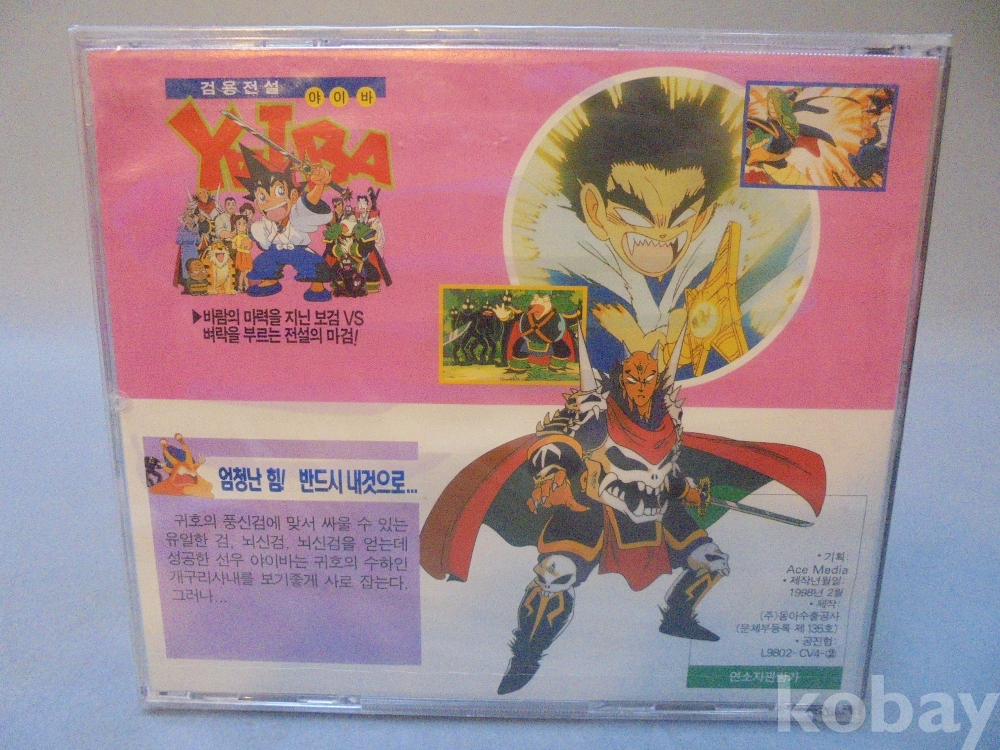 검용전설
야이바
YAIBA
▶바람의 마력을 지닌 보검 VS
벼락을 부르는 전설의 마검!
엄청난 힘! 반드시 내것으로...
귀호의 풍신검에 맞서 싸울 수 있는
유일한 검, 뇌신검. 뇌신검을 얻는데
성공한 선우 야이바는 귀호의 수하인
개구리사내를 보기좋게 사로 잡는다.
그러나...
• 기획:
Ace Media
• 제작년월일:
1998년 2월
• 제작:
(주)동아수출공사
(문체부등록 제 135호)
• 공진협:
L9802-CV4-②
연소자관람가
kobay